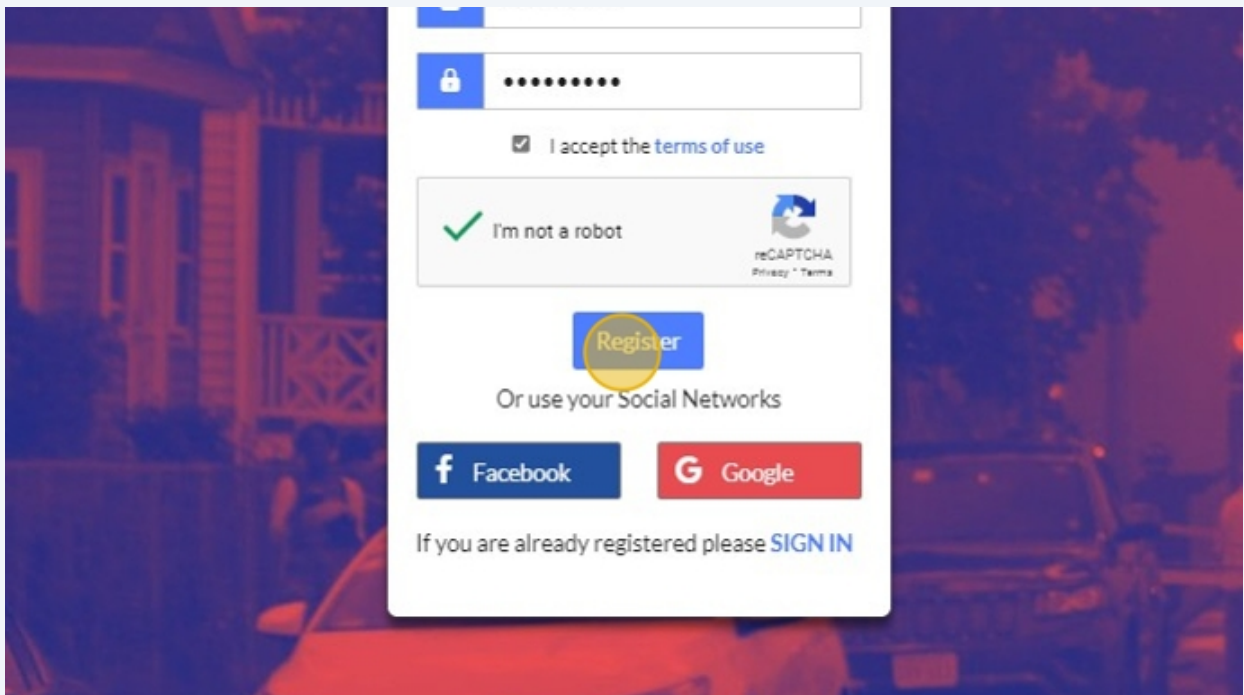 •••••••••
I accept the terms of use
I'm not a robot
reCAPTCHA
Privacy • Terms
Register
Or use your Social Networks
f Facebook
G Google
If you are already registered please SIGN IN